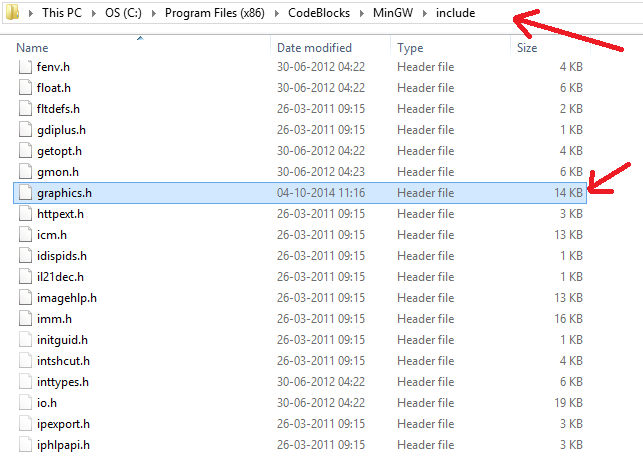 This PC OS (C:) Program Files (x86) CodeBlocks MinGW include
Name Date modified Type Size
fenv.h 30-06-2012 04:22 Header file 4 KB
float.h 30-06-2012 04:22 Header file 6 KB
fltdefs.h 26-03-2011 09:15 Header file 2 KB
gdiplus.h 26-03-2011 09:15 Header file 1 KB
getopt.h 30-06-2012 04:22 Header file 4 KB
gmon.h 30-06-2012 04:23 Header file 6 KB
graphics.h 04-10-2014 11:16 Header file 14 KB
httpext.h 26-03-2011 09:15 Header file 3 KB
icm.h 26-03-2011 09:15 Header file 13 KB
idispids.h 26-03-2011 09:15 Header file 1 KB
il21dec.h 26-03-2011 09:15 Header file 1 KB
imagehlp.h 26-03-2011 09:15 Header file 13 KB
imm.h 26-03-2011 09:15 Header file 16 KB
initguid.h 26-03-2011 09:15 Header file 1 KB
intshcut.h 26-03-2011 09:15 Header file 4 KB
inttypes.h 30-06-2012 04:22 Header file 6 KB
io.h 30-06-2012 04:22 Header file 19 KB
ipexport.h 26-03-2011 09:15 Header file 3 KB
iphlpapi.h 26-03-2011 09:15 Header file 3 KB